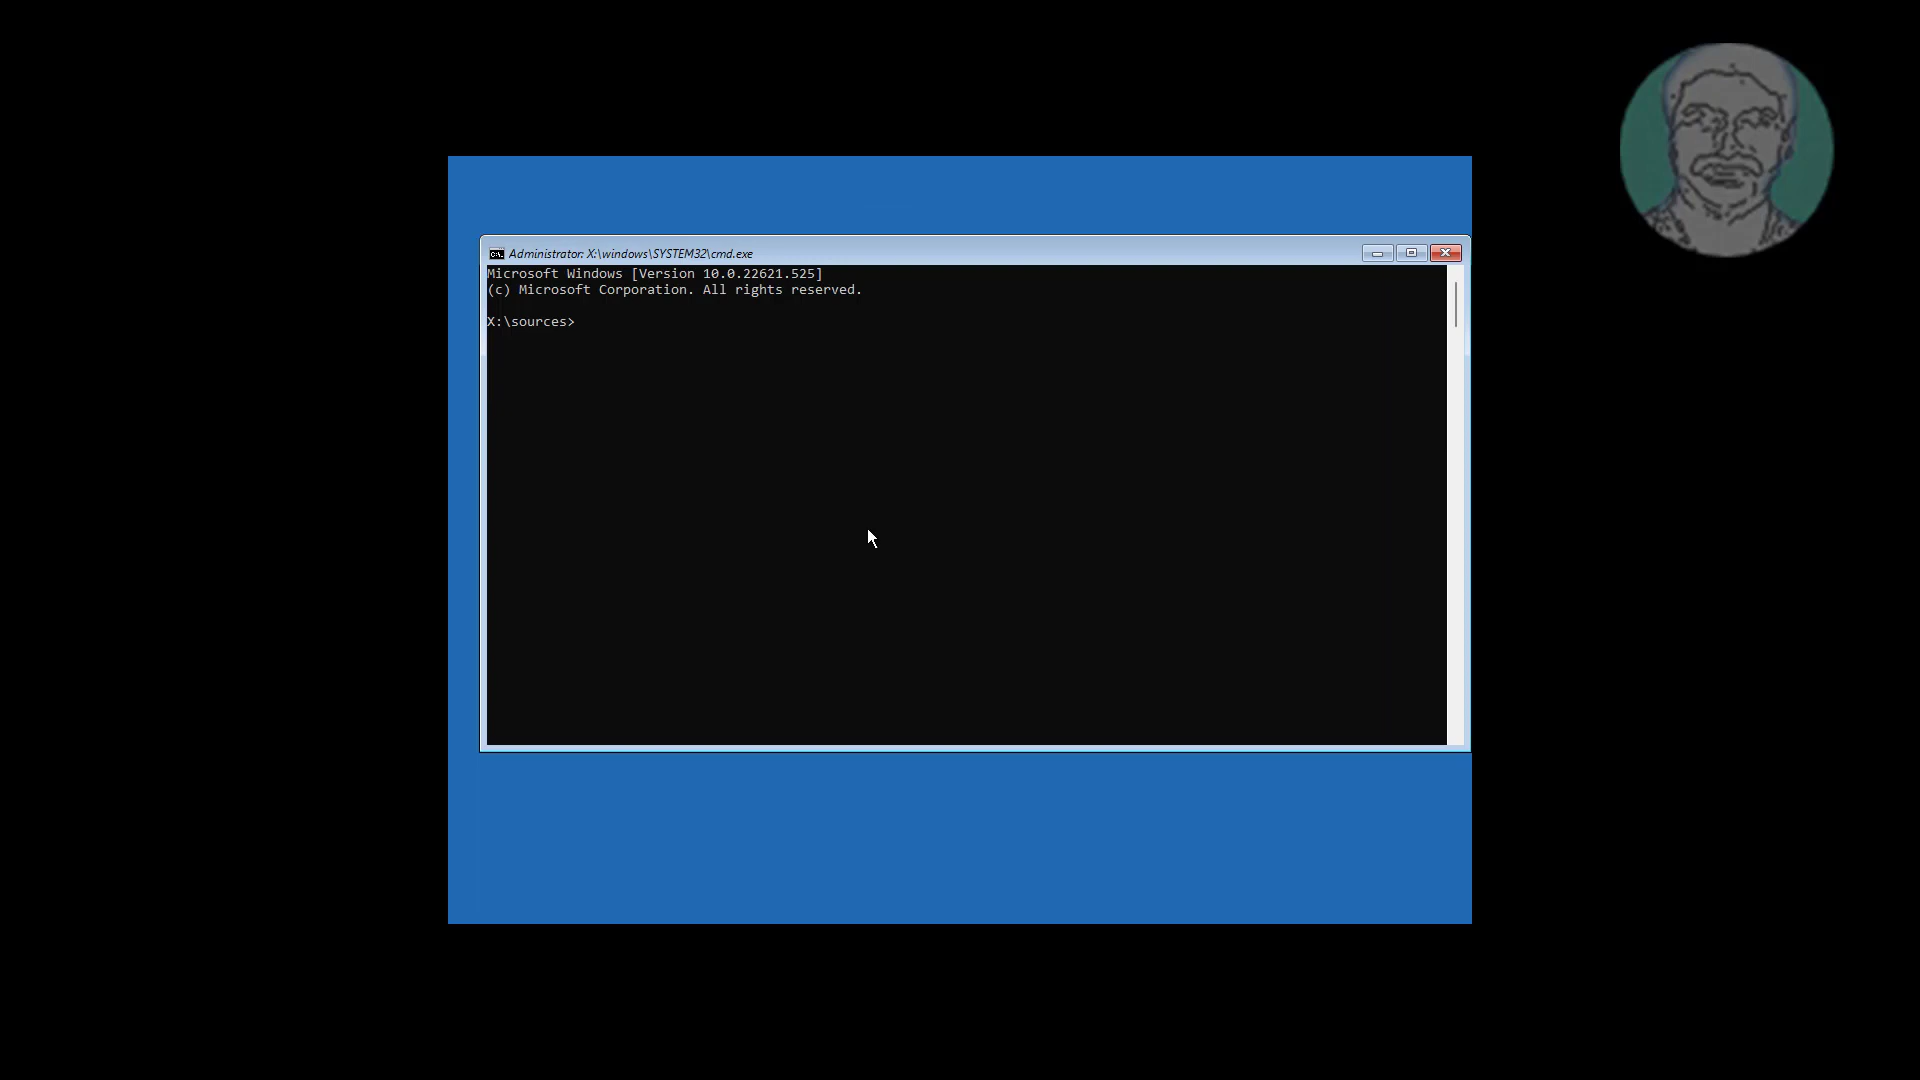 Administrator: X:\windows\SYSTEM32\cmd.exe
Microsoft Windows [Version 10.0.22621.525]
(c) Microsoft Corporation. All rights reserved.
X:\sources>